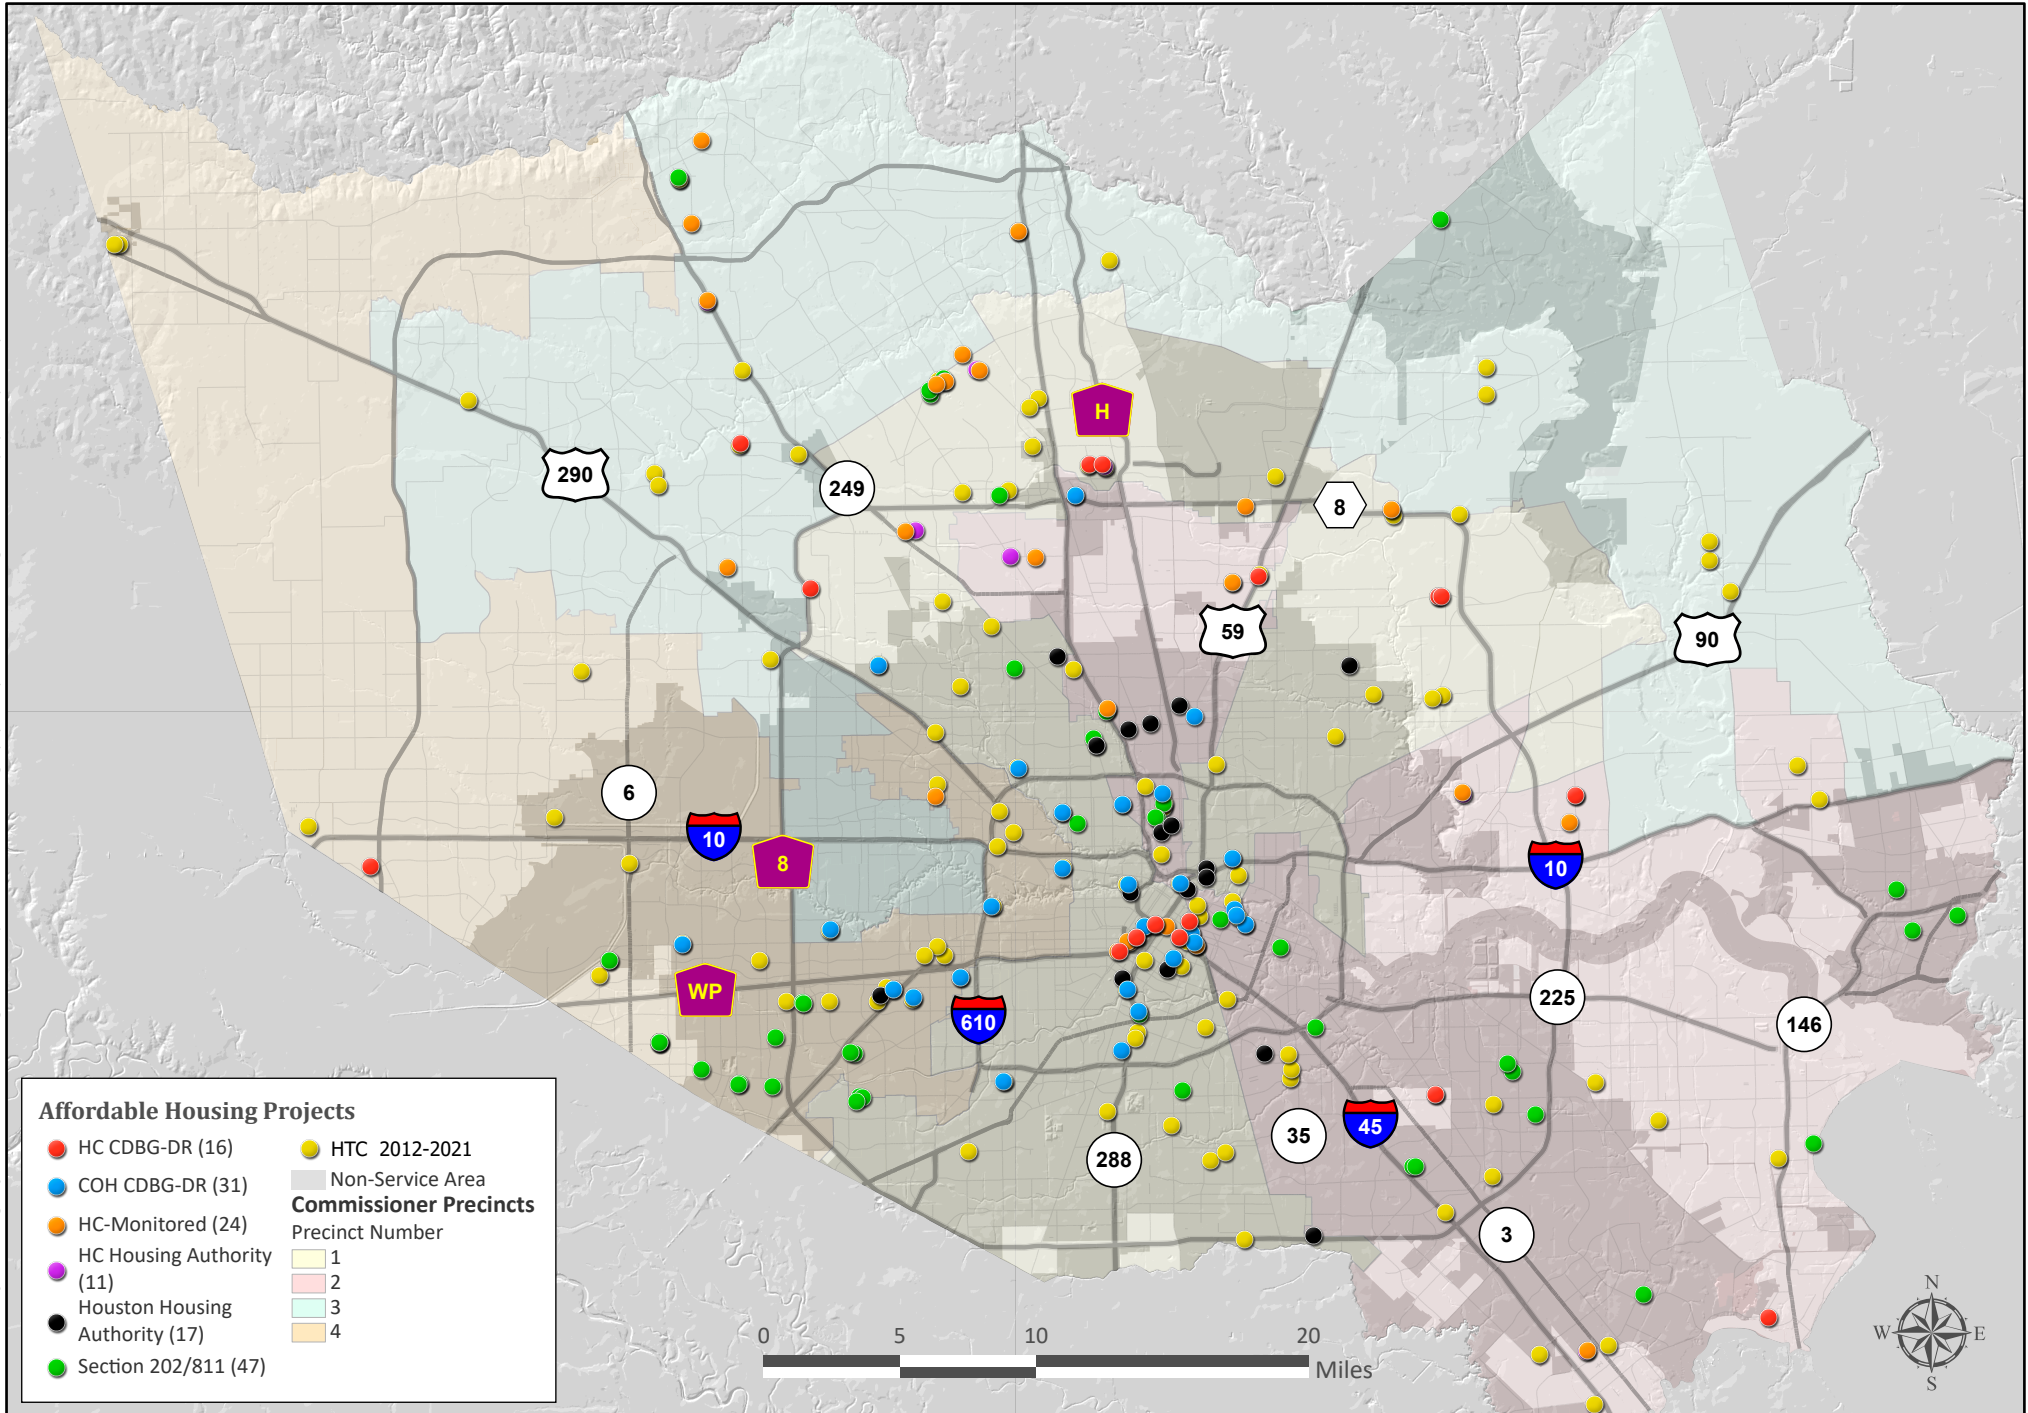 H
290
249
8
59
90
6
10
8
10
WP
610
225
146
45
35
288
3
Affordable Housing Projects
HC CDBG-DR (16)
COH CDBG-DR (31)
HC-Monitored (24)
HC Housing Authority
(11)
Houston Housing
Authority (17)
Section 202/811 (47)
HTC 2012-2021
Non-Service Area
Commissioner Precincts
Precinct Number
1
2
3
4
0 5 10 20
Miles
N
W E
S